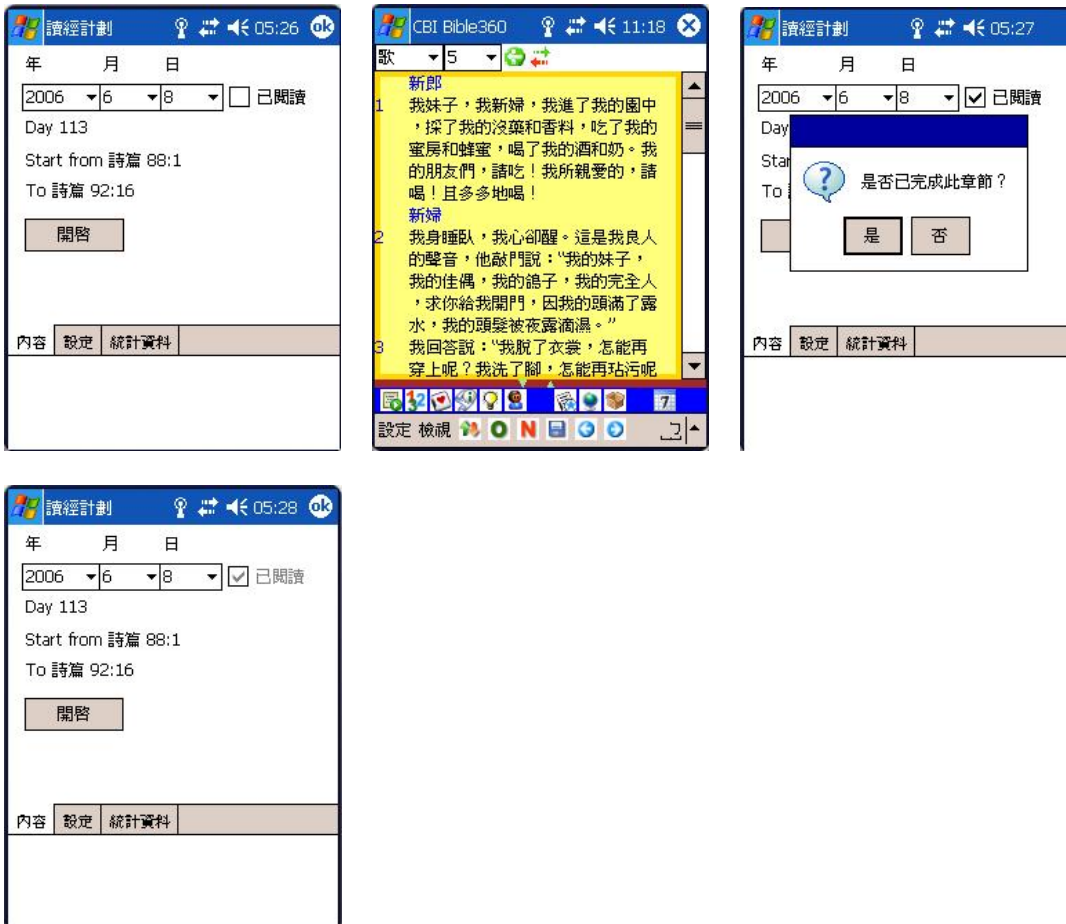 讀經計劃 05:26 ok
年 月 日
2006 6 8 已閱讀
Day 113
Start from 詩篇 88:1
To 詩篇 92:16
開啓
內容 設定 統計資料
CBI Bible360 11:18
歌 5
新郎
1 我妹子,我新婦,我進了我的園中
,採了我的沒藥和香料,吃了我的
蜜房和蜂蜜,喝了我的酒和奶。我
的朋友們,請吃!我所親愛的,請
喝!且多多地喝!
新婦
2 我身睡臥,我心卻醒。這是我良人
的聲音,他敲門說:“我的妹子,
我的佳偶,我的鴿子,我的完全人
,求你給我開門,因我的頭滿了露
水,我的頭髮被夜露滴濕。”
3 我回答說:“我脫了衣裳,怎能再
穿上呢?我洗了腳,怎能再玷污呢
設定 檢視 O N
讀經計劃 05:27
年 月 日
2006 6 8 已閱讀
Day
Star
To
是否已完成此章節?
是 否
內容 設定 統計資料
讀經計劃 05:28 ok
年 月 日
2006 6 8 已閱讀
Day 113
Start from 詩篇 88:1
To 詩篇 92:16
開啓
內容 設定 統計資料